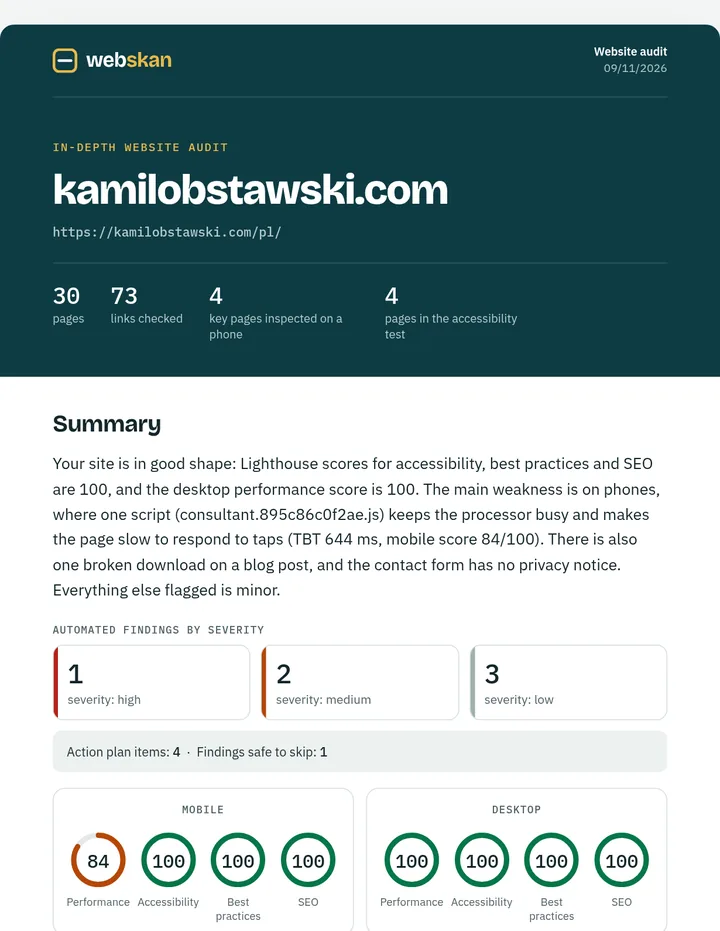 webskan
Website audit
09/11/2026
IN-DEPTH WEBSITE AUDIT
kamilobstawski.com
https://kamilobstawski.com/pl/
30
pages
73
links checked
4
key pages inspected on a
phone
4
pages in the accessibility
test
Summary
Your site is in good shape: Lighthouse scores for accessibility, best practices and SEO
are 100, and the desktop performance score is 100. The main weakness is on phones,
where one script (consultant.895c86c0f2ae.js) keeps the processor busy and makes
the page slow to respond to taps (TBT 644 ms, mobile score 84/100). There is also
one broken download on a blog post, and the contact form has no privacy notice.
Everything else flagged is minor.
AUTOMATED FINDINGS BY SEVERITY
1
severity: high
2
severity: medium
3
severity: low
Action plan items: 4 · Findings safe to skip: 1
MOBILE
84
Performance
100
Accessibility
100
Best
practices
100
SEO
DESKTOP
100
Performance
100
Accessibility
100
Best
practices
100
SEO